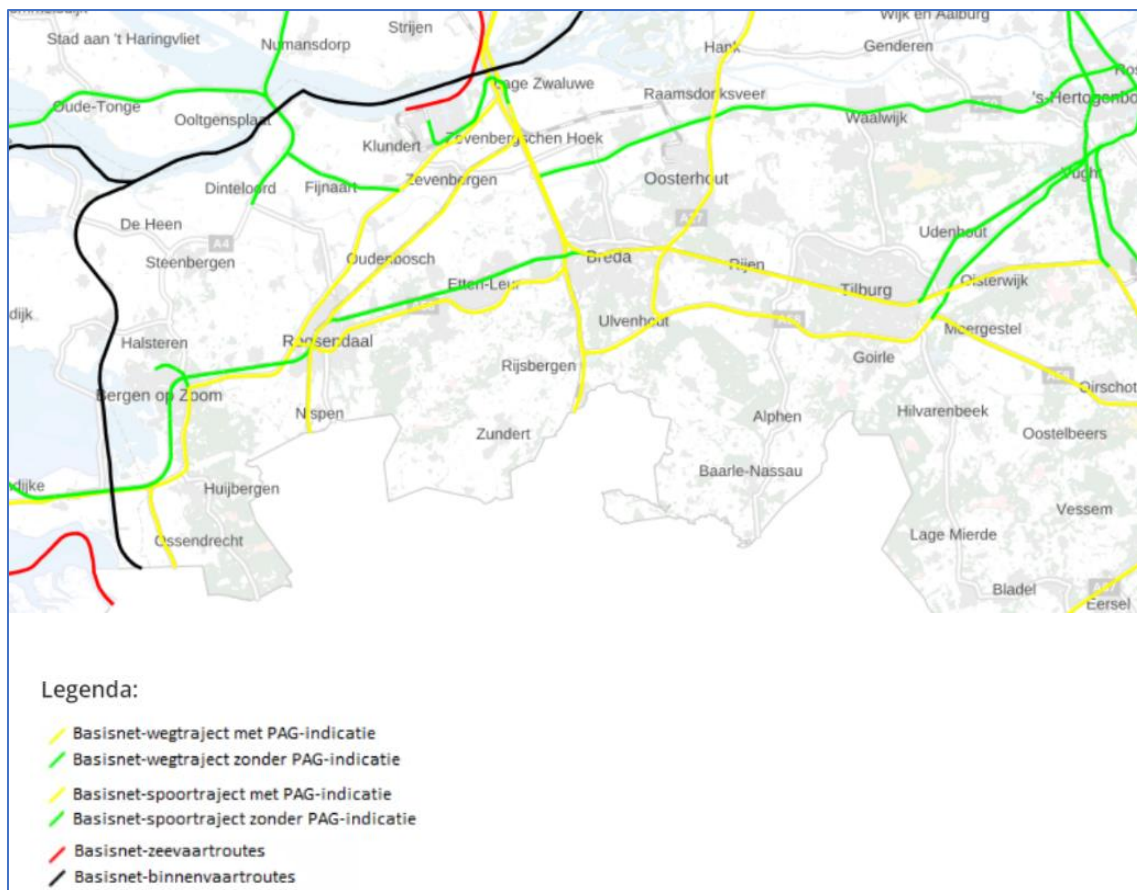 Strijen
Wijk en Aalburg
Stad aan 't Haringvliet
Numansdorp
Hank
Genderen
Lage Zwaluwe
Raamsdonksveer
's-Hertogenbo
Oude-Tonge
Ooltgensplaat
Waalwijk
Klundert
Zevenbergschen Hoek
Vught
Zevenbergen
Oosterhout
Dinteloord
Fijnaart
De Heen
A27
Udenhout
A4
Steenbergen
Oudenbosch
Breda
Rijen
Etten-Leur
Tilburg
Oisterwijk
dijk
Halsteren
Roosendaal
Ulvenhout
Moergestel
Goirle
Rijsbergen
Bergen op Zoom
Oirschot
Nispen
Alphen
Hilvarenbeek
Zundert
Oostelbeers
Baarle-Nassau
ndijke
Huijbergen
Vessem
Ossendrecht
Lage Mierde
Bladel
Eersel
Legenda:
Basisnet-wegtraject met PAG-indicatie
Basisnet-wegtraject zonder PAG-indicatie
Basisnet-spoortraject met PAG-indicatie
Basisnet-spoortraject zonder PAG-indicatie
Basisnet-zeevaartroutes
Basisnet-binnenvaartroutes